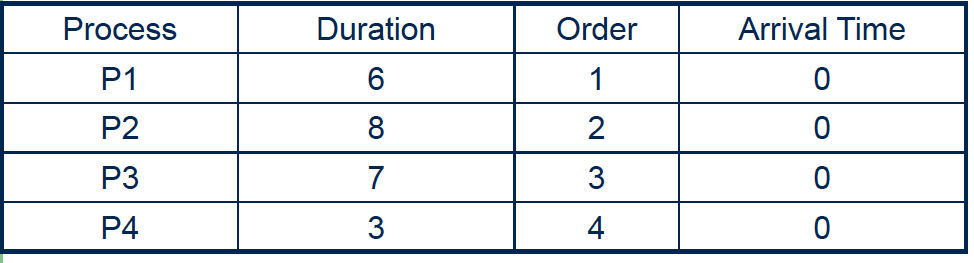 Process Duration Order Arrival Time
P1 6 1 0
P2 8 2 0
P3 7 3 0
P4 3 4 0